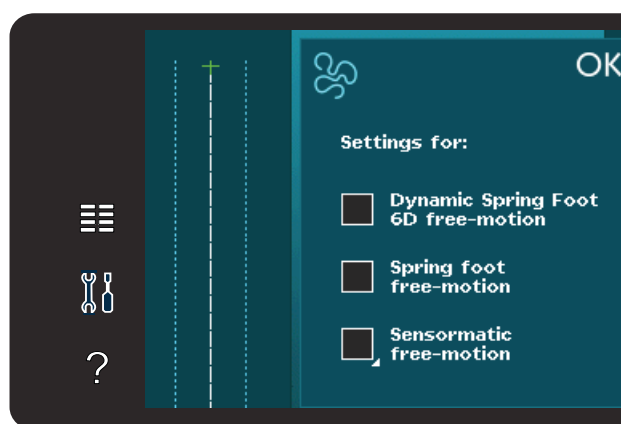 OK
Settings for:
Dynamic Spring Foot
6D free-motion
Spring foot
free-motion
Sensormatic
free-motion
?